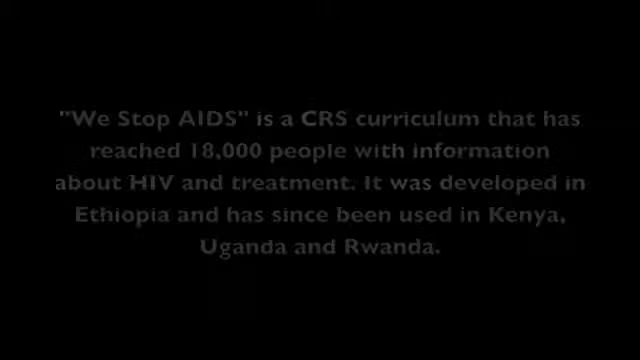 "We Stop AIDS" is a CRS curriculum that has
reached 18,000 people with information
about HIV and treatment. It was developed in
Ethiopia and has since been used in Kenya,
Uganda and Rwanda.